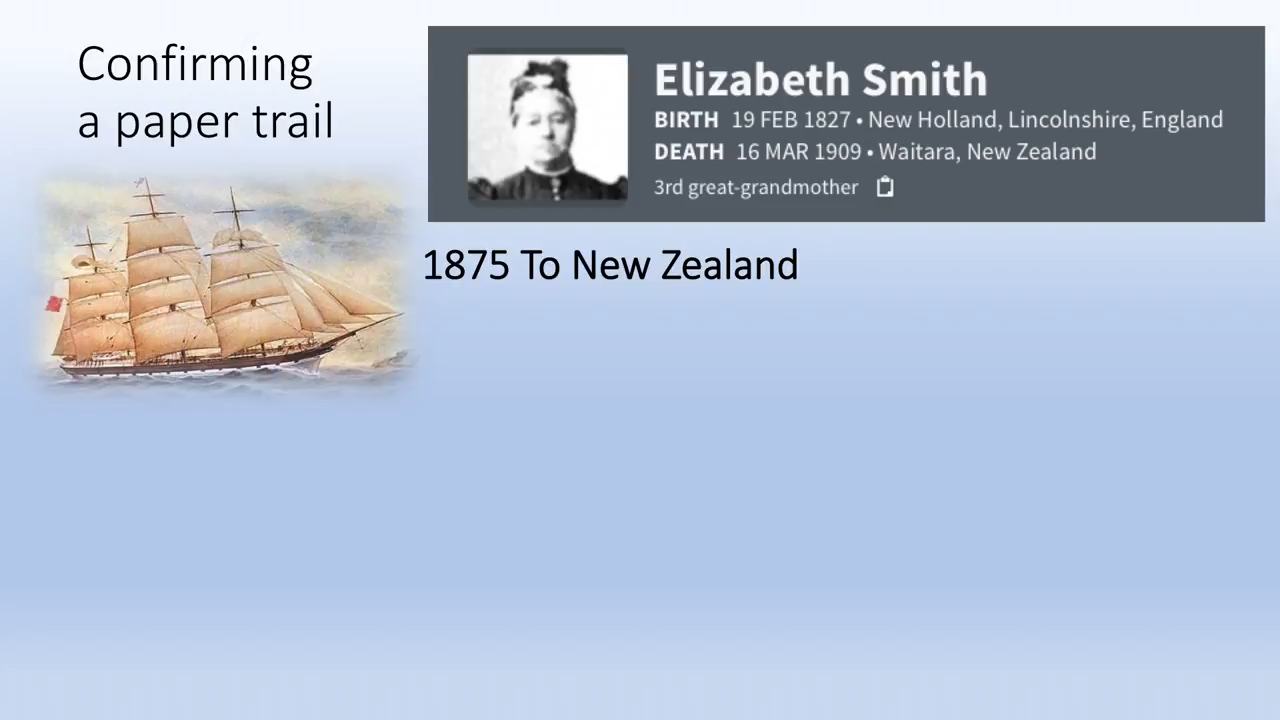 Confirming
a paper trail
Elizabeth Smith
BIRTH 19 FEB 1827 • New Holland, Lincolnshire, England
DEATH 16 MAR 1909 • Waitara, New Zealand
3rd great-grandmother
1875 To New Zealand